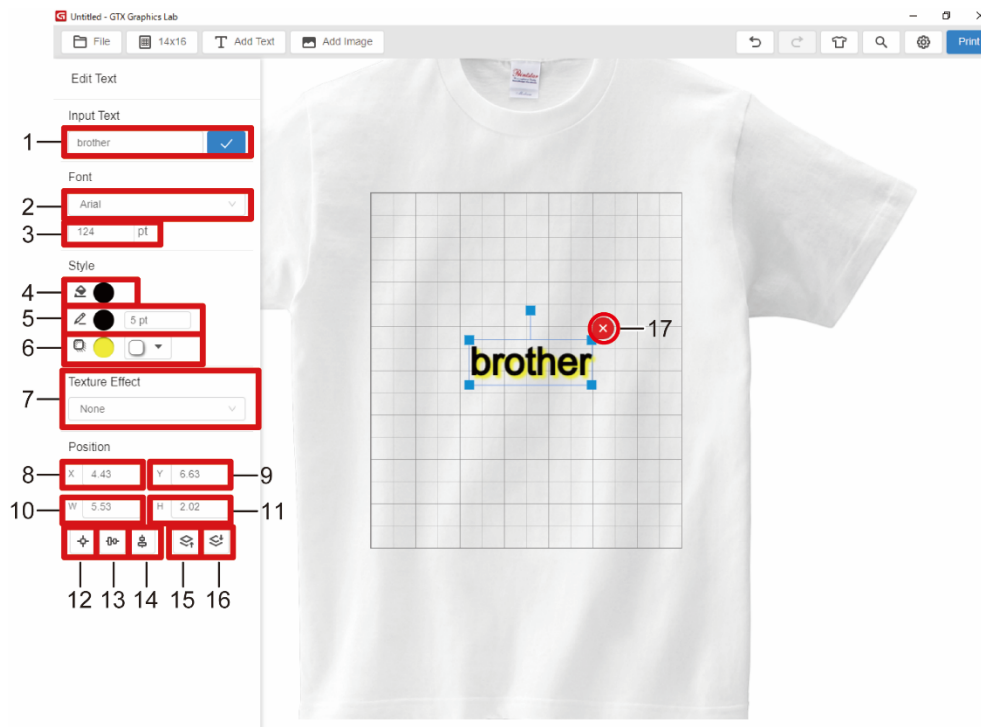 Untitled - GTX Graphics Lab
File 14x16 Add Text Add Image Print
Edit Text
Input Text
1 brother
Font
2 Arial
3 124 pt
Style
4
5 5 pt
6
Texture Effect
7 None
Position
8 X 4.43 Y 6.63 9
10 W 5.53 H 2.02 11
12 13 14 15 16
brother
17